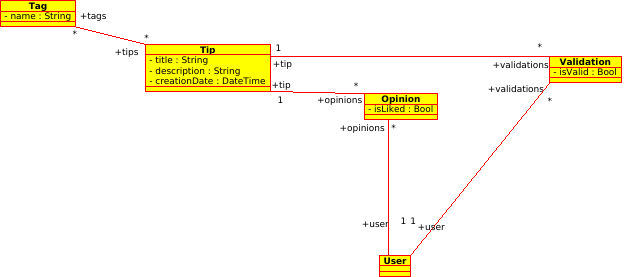 Tag
- name : String
+tags
*
*
+tips
Tip
- title : String
- description : String
- creationDate : DateTime
1
+tip
*
+validations
Validation
- isValid : Bool
+validations
*
+tip
1
*
+opinions
Opinion
- isLiked : Bool
+opinions
*
+user
1
1
+user
User